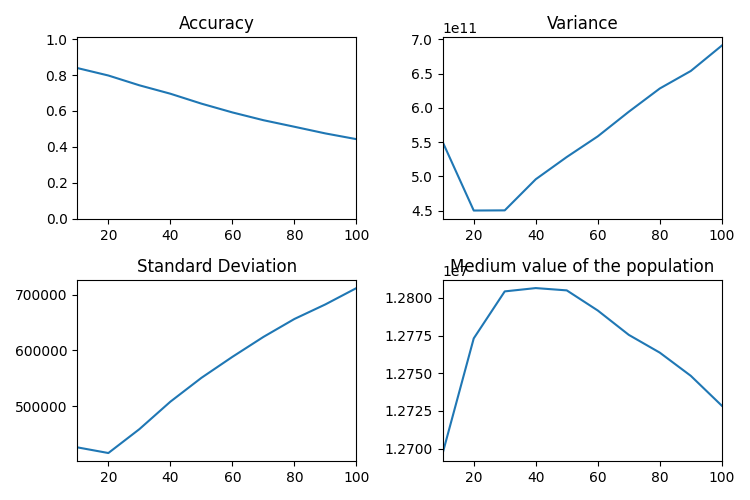 Accuracy
1.0
0.8
0.6
0.4
0.2
0.0
20 40 60 80 100
Variance
1e11
7.0
6.5
6.0
5.5
5.0
4.5
20 40 60 80 100
Standard Deviation
700000
600000
500000
20 40 60 80 100
Medium value of the population
1e7
1.2800
1.2775
1.2750
1.2725
1.2700
20 40 60 80 100